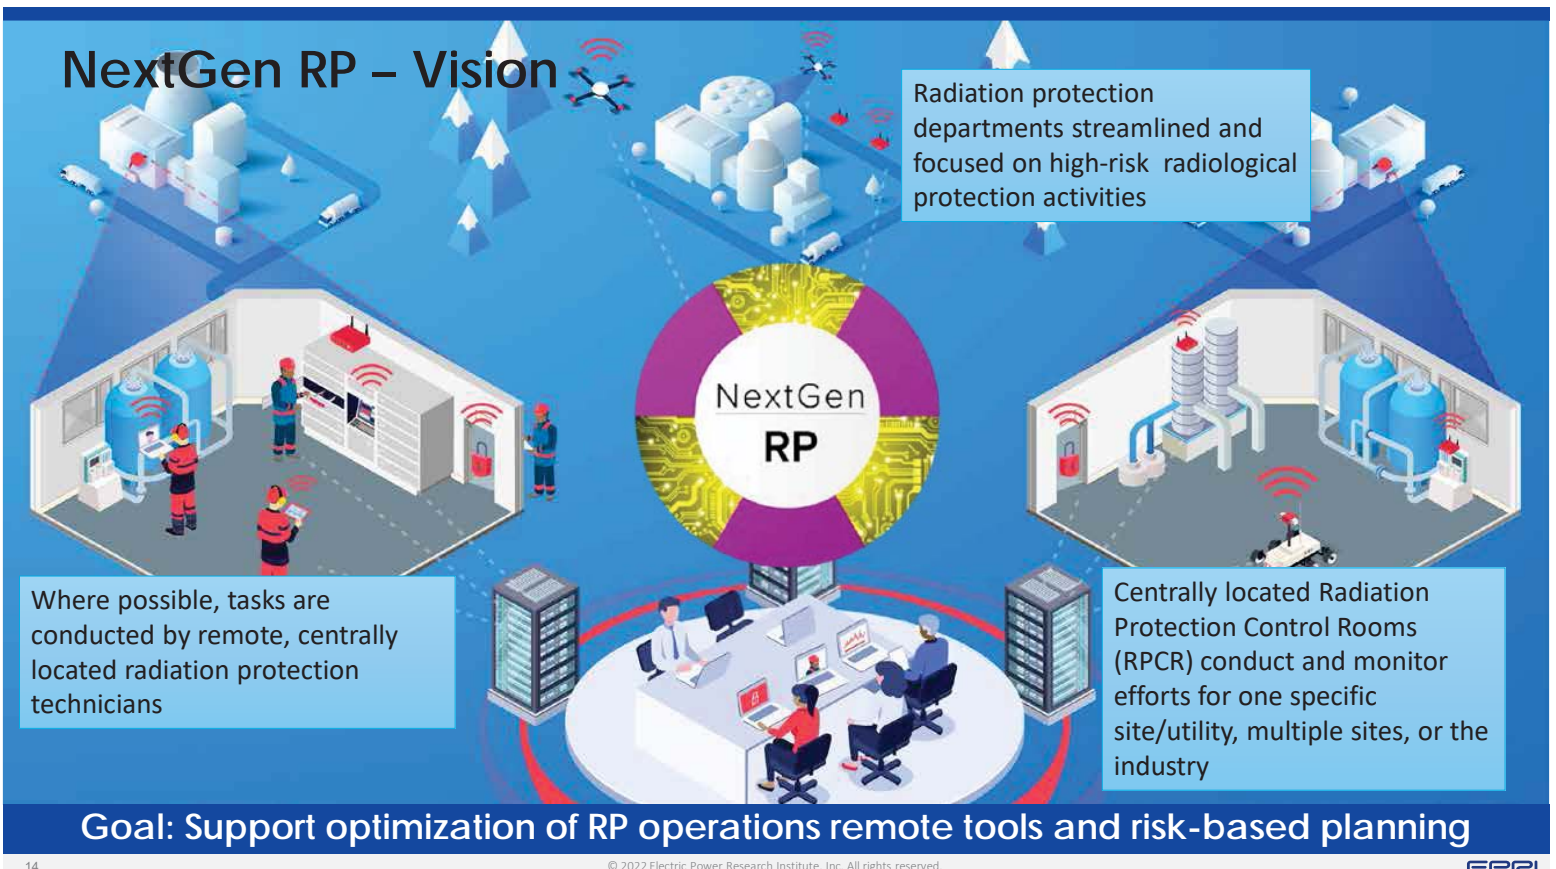 NextGen RP – Vision
Radiation protection
departments streamlined and
focused on high-risk  radiological
protection activities
NextGen
RP
Where possible, tasks are
conducted by remote, centrally
located radiation protection
technicians
Centrally located Radiation
Protection Control Rooms
(RPCR) conduct and monitor
efforts for one specific
site/utility, multiple sites, or the
industry
Goal: Support optimization of RP operations remote tools and risk-based planning
14
© 2022 Electric Power Research Institute, Inc. All rights reserved.
EPRI